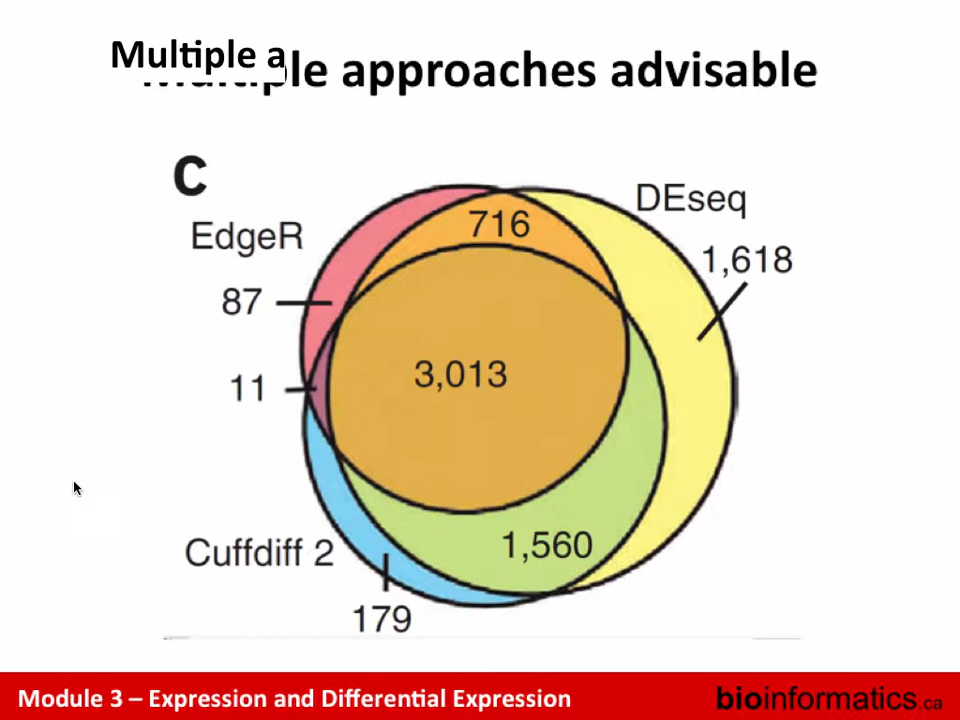 Multiple a
ple approaches advisable
C
EdgeR
DEseq
716
1,618
87
3,013
11
1,560
Cuffdiff 2
179
Module 3 – Expression and Differential Expression
bioinformatics.ca